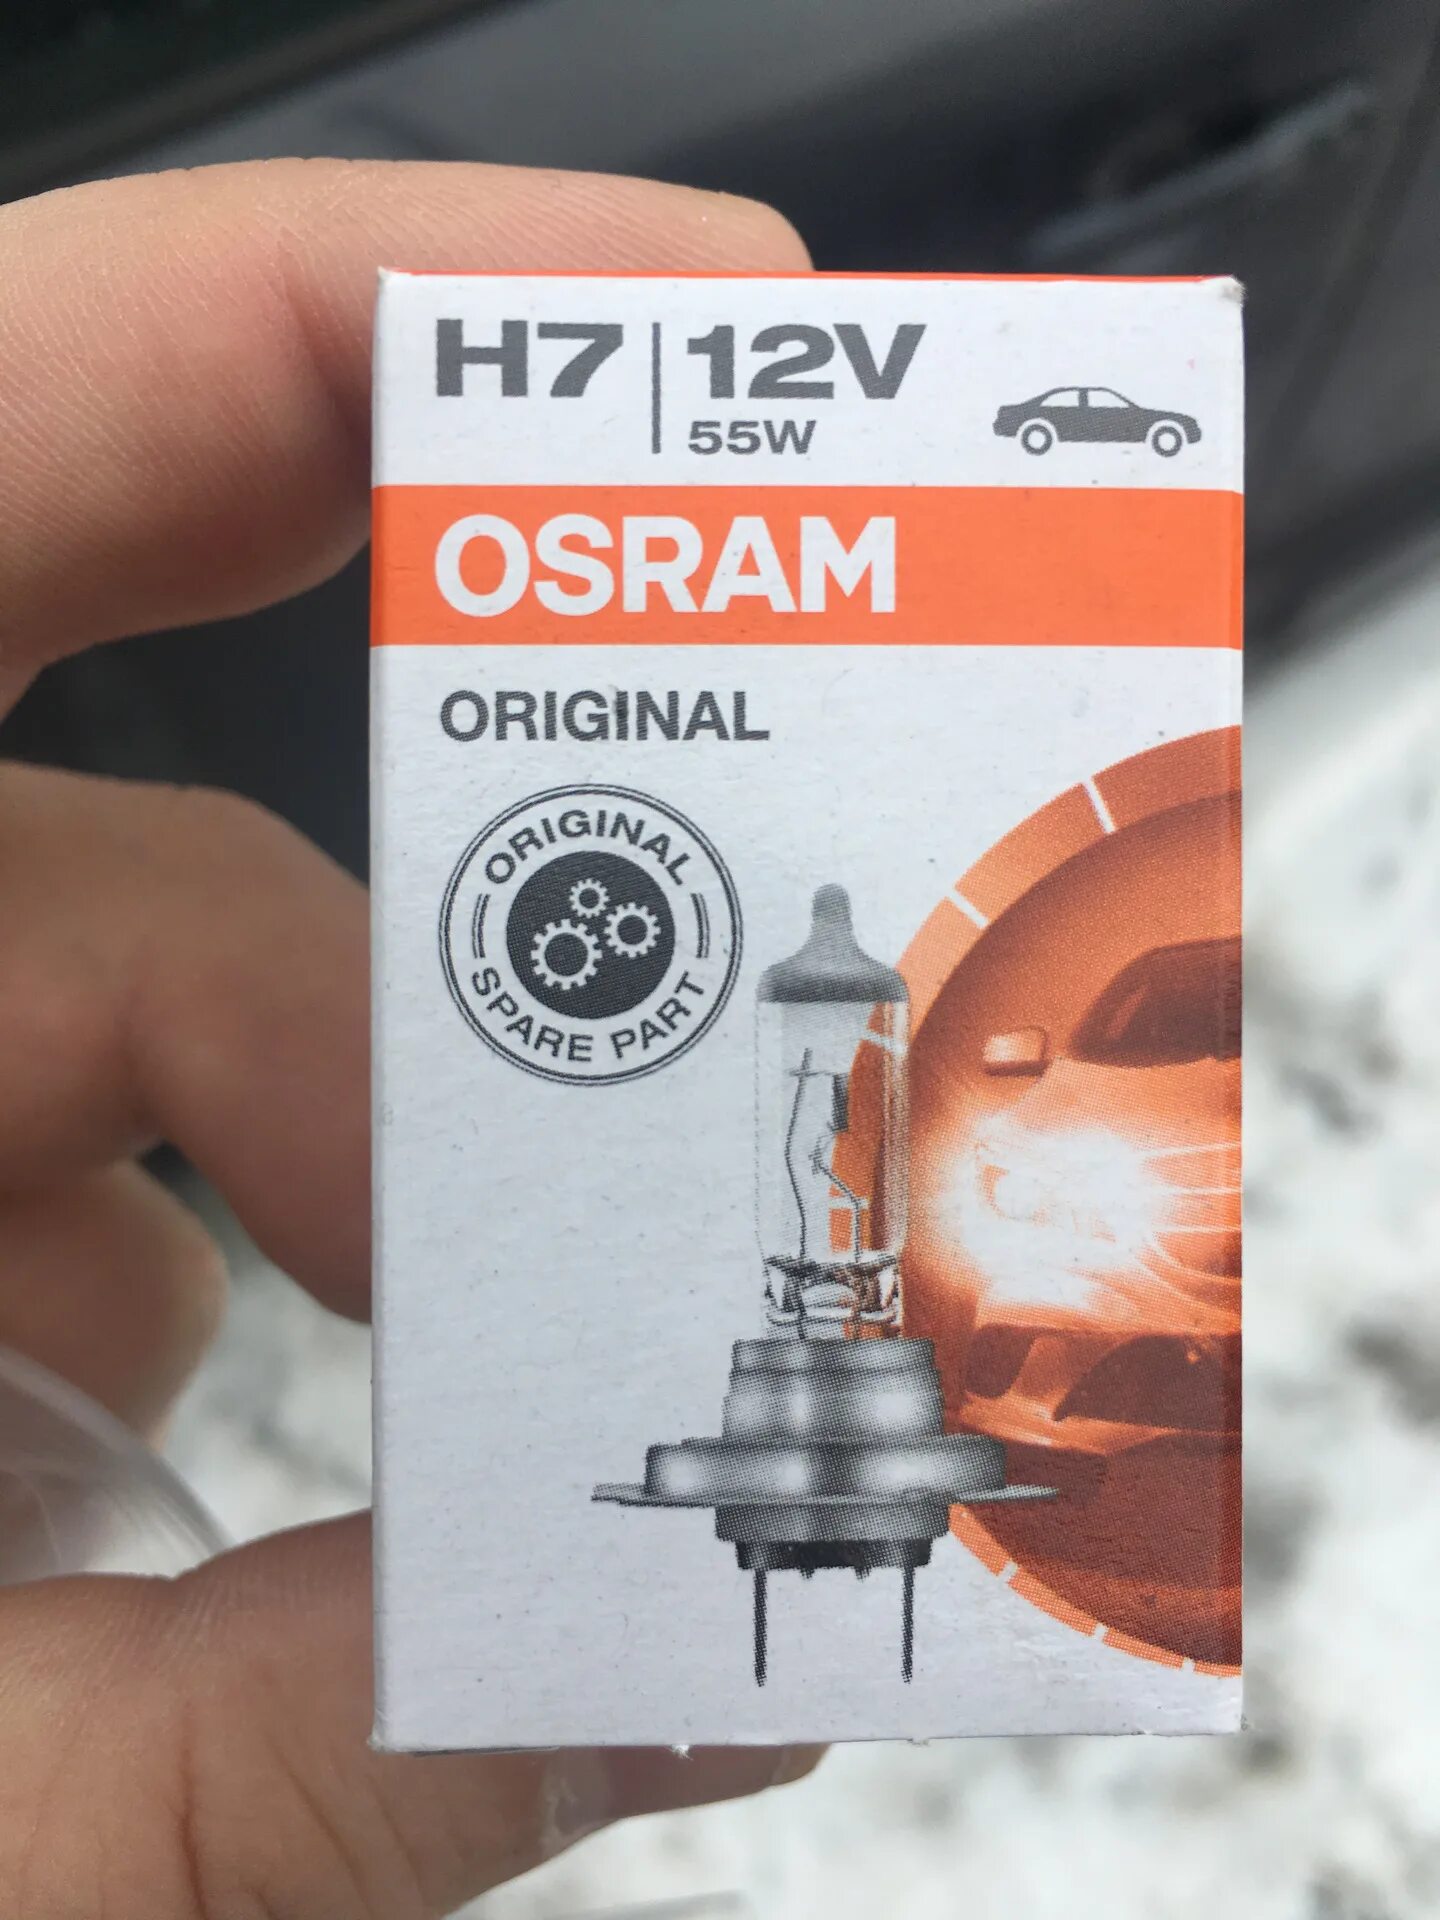 H7 | 12V
55W
OSRAM
ORIGINAL
ORIGINAL
SPARE PART